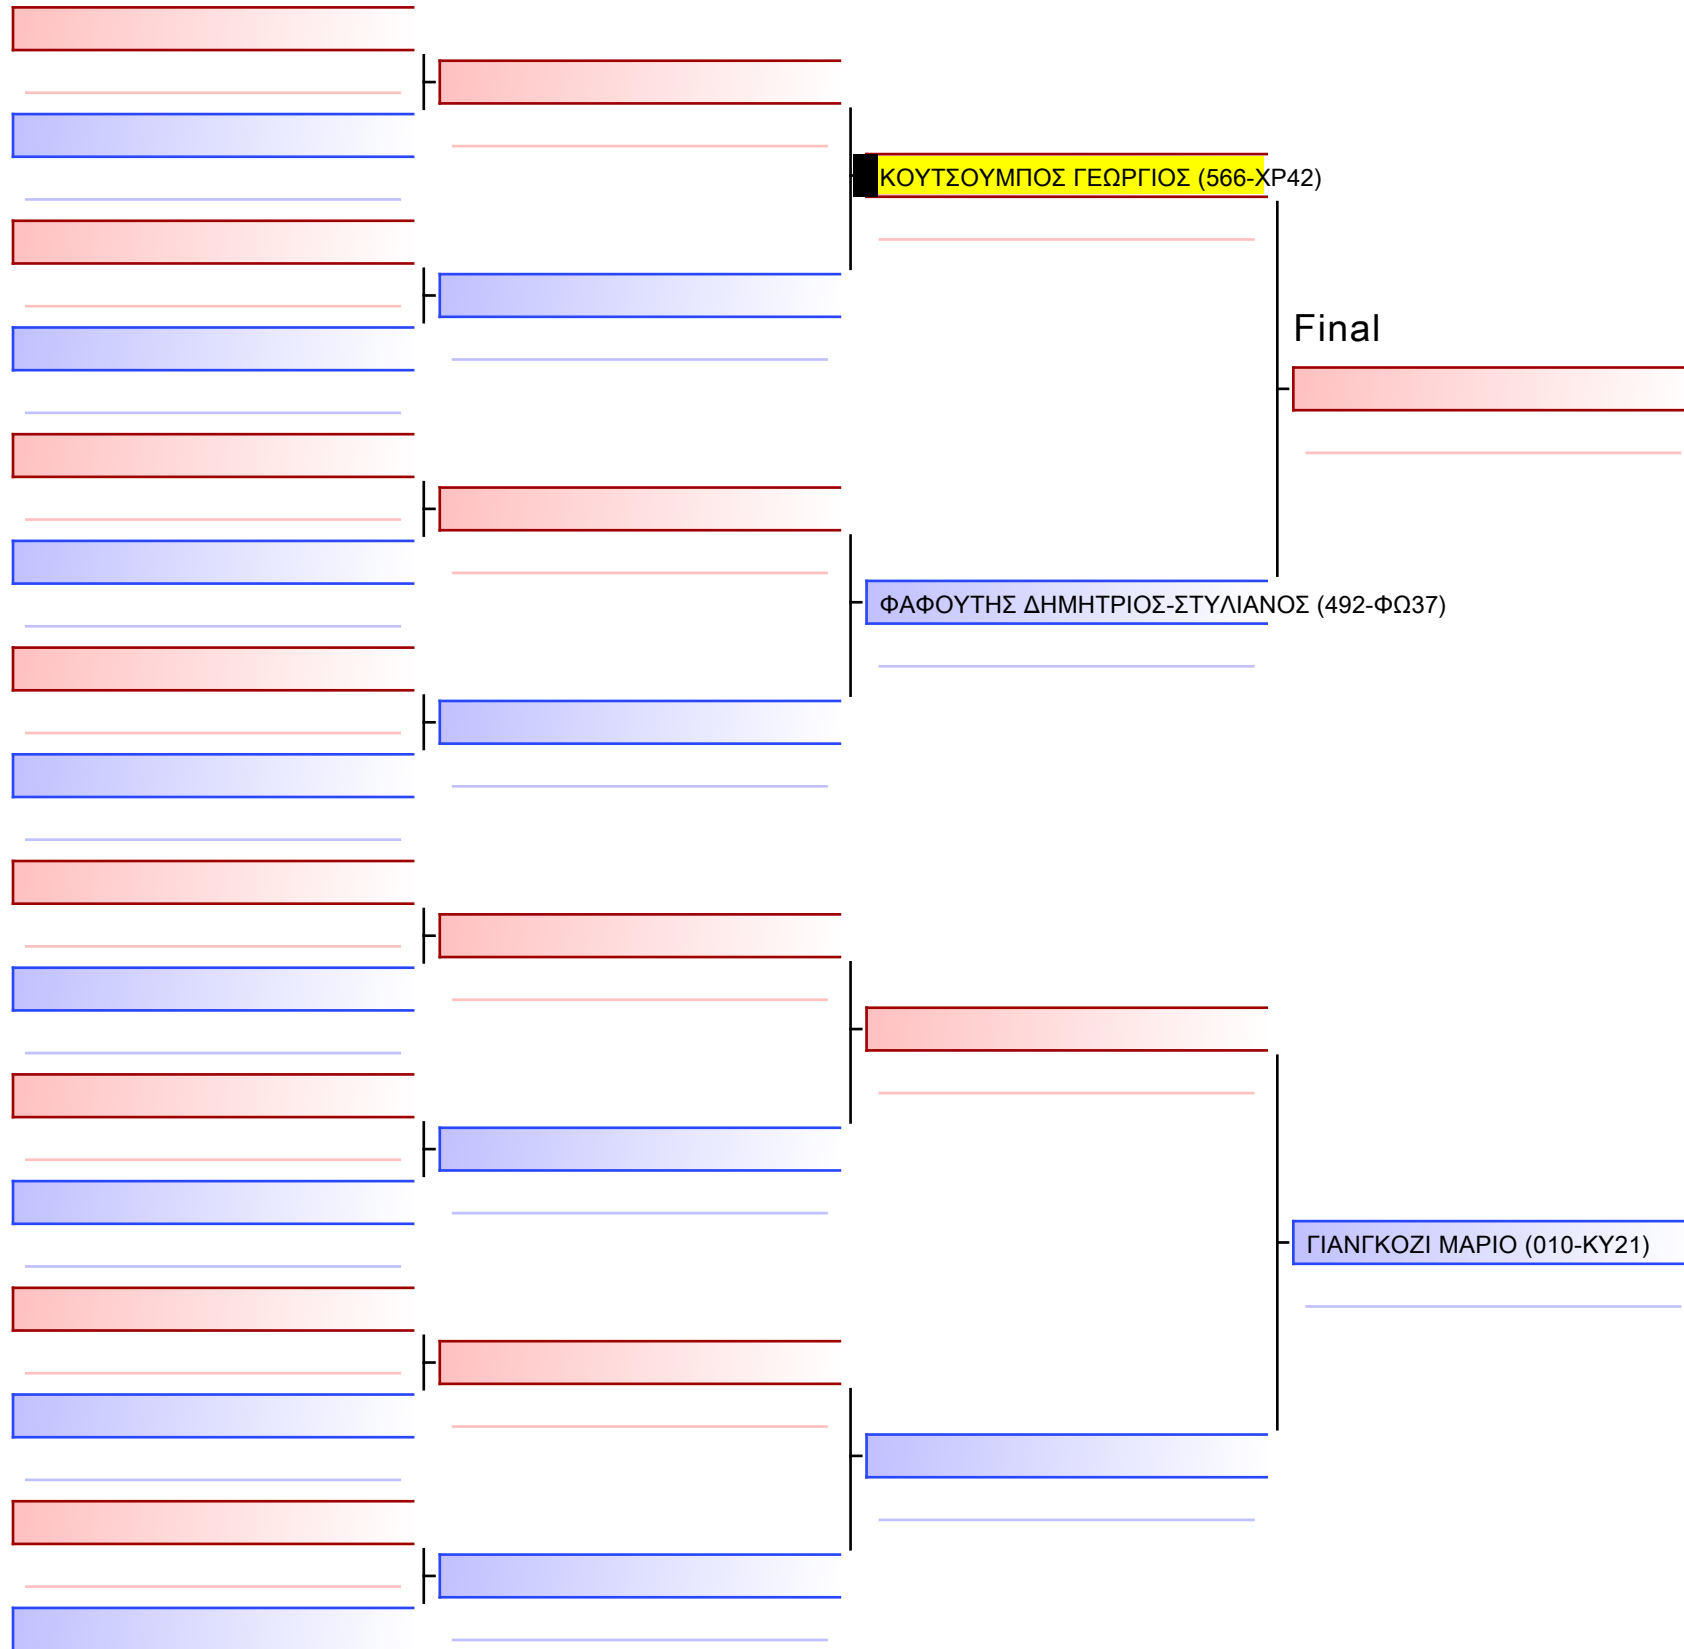 ΚΟΥΤΣΟΥΜΠΟΣ ΓΕΩΡΓΙΟΣ (566-ΧΡ42)
Final
ΦΑΦΟΥΤΗΣ ΔΗΜΗΤΡΙΟΣ-ΣΤΥΛΙΑΝΟΣ (492-ΦΩ37)
ΓΙΑΝΓΚΟΖΙ ΜΑΡΙΟ (010-ΚΥ21)